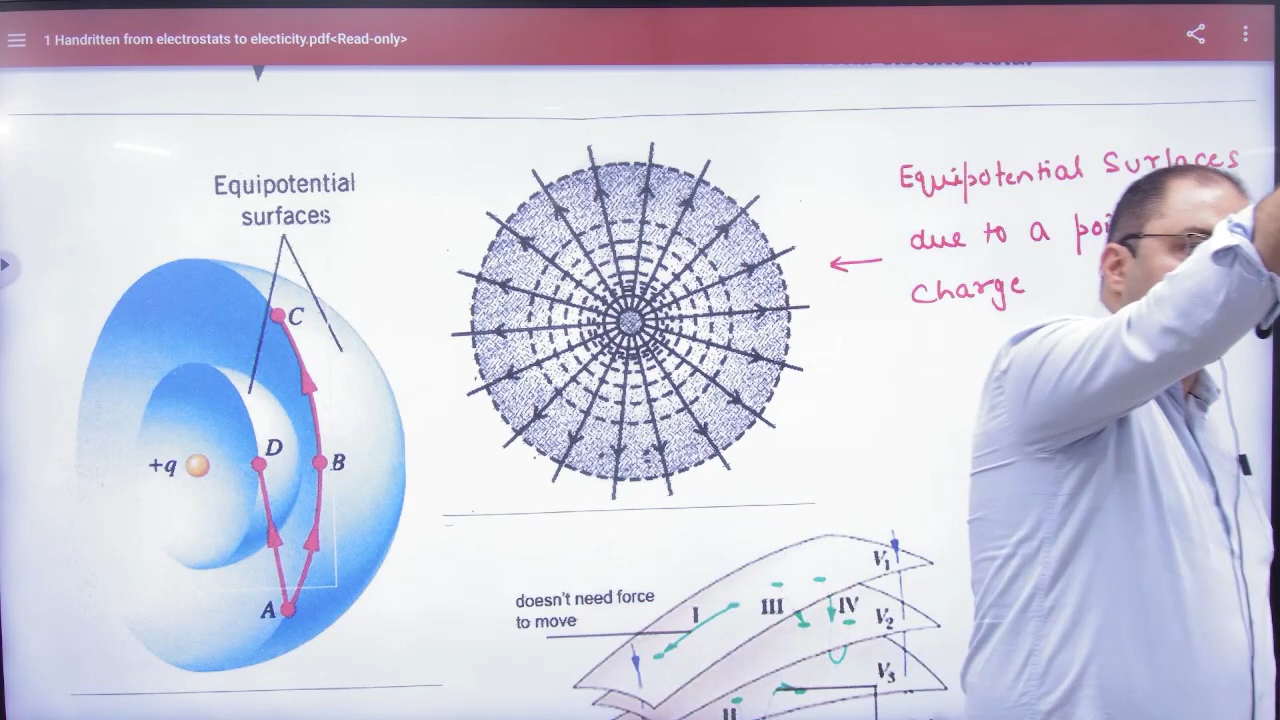 1 Handritten from electrostats to electicity.pdf<Read-only>
Equipotential
surfaces
C
+q
D
B
A
Equipotential Surfaces
due to a
charge
doesn't need force
to move
I
III
IV
II
V1
V2
V3